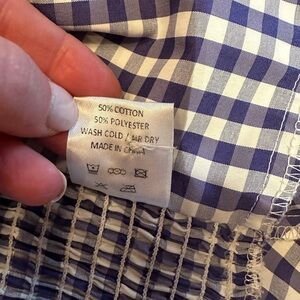 50% COTTON
50% POLYESTER
WASH COLD / AIR DRY
MADE IN CHINA